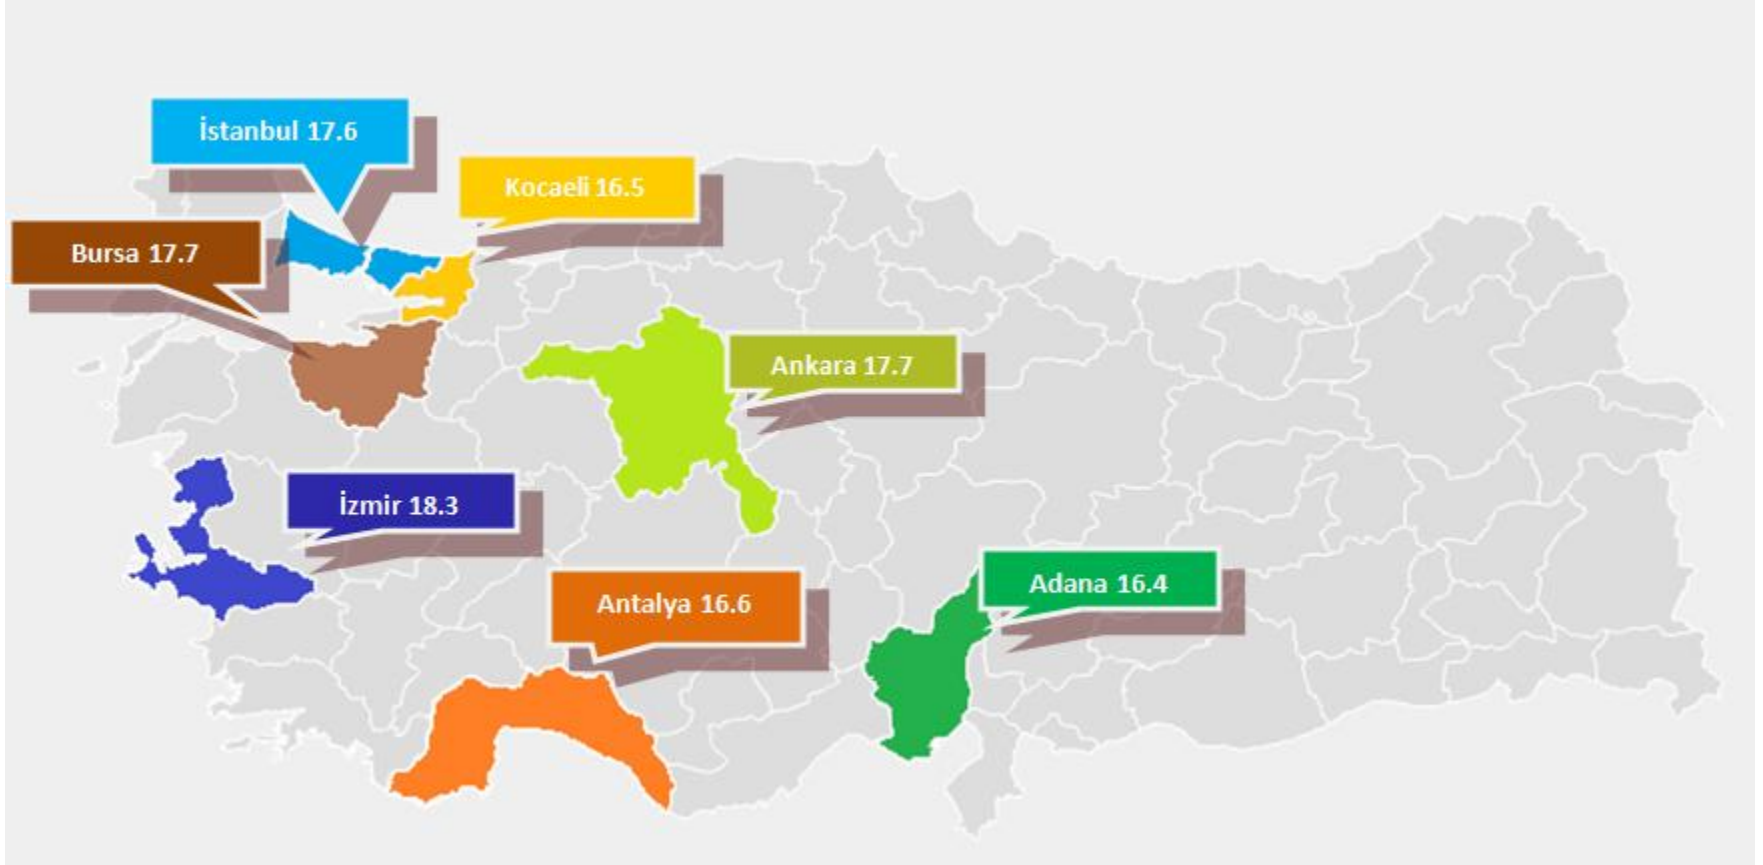 İstanbul 17.6
Kocaeli 16.5
Bursa 17.7
Ankara 17.7
İzmir 18.3
Antalya 16.6
Adana 16.4